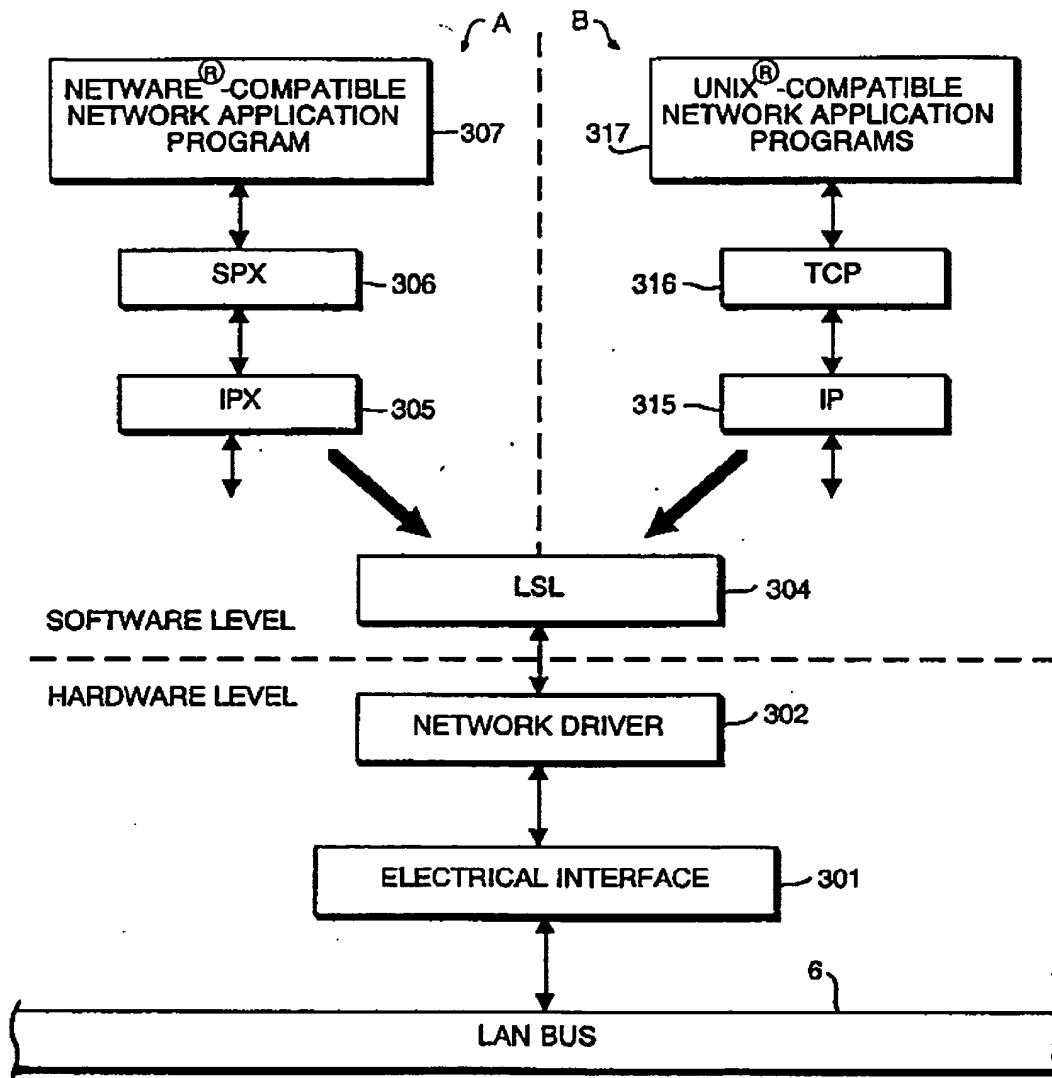 A
B
NETWARE®-COMPATIBLE
NETWORK APPLICATION
PROGRAM
307
UNIX®-COMPATIBLE
NETWORK APPLICATION
PROGRAMS
317
SPX
306
TCP
316
IPX
305
IP
315
LSL
304
SOFTWARE LEVEL
HARDWARE LEVEL
NETWORK DRIVER
302
ELECTRICAL INTERFACE
301
6
LAN BUS